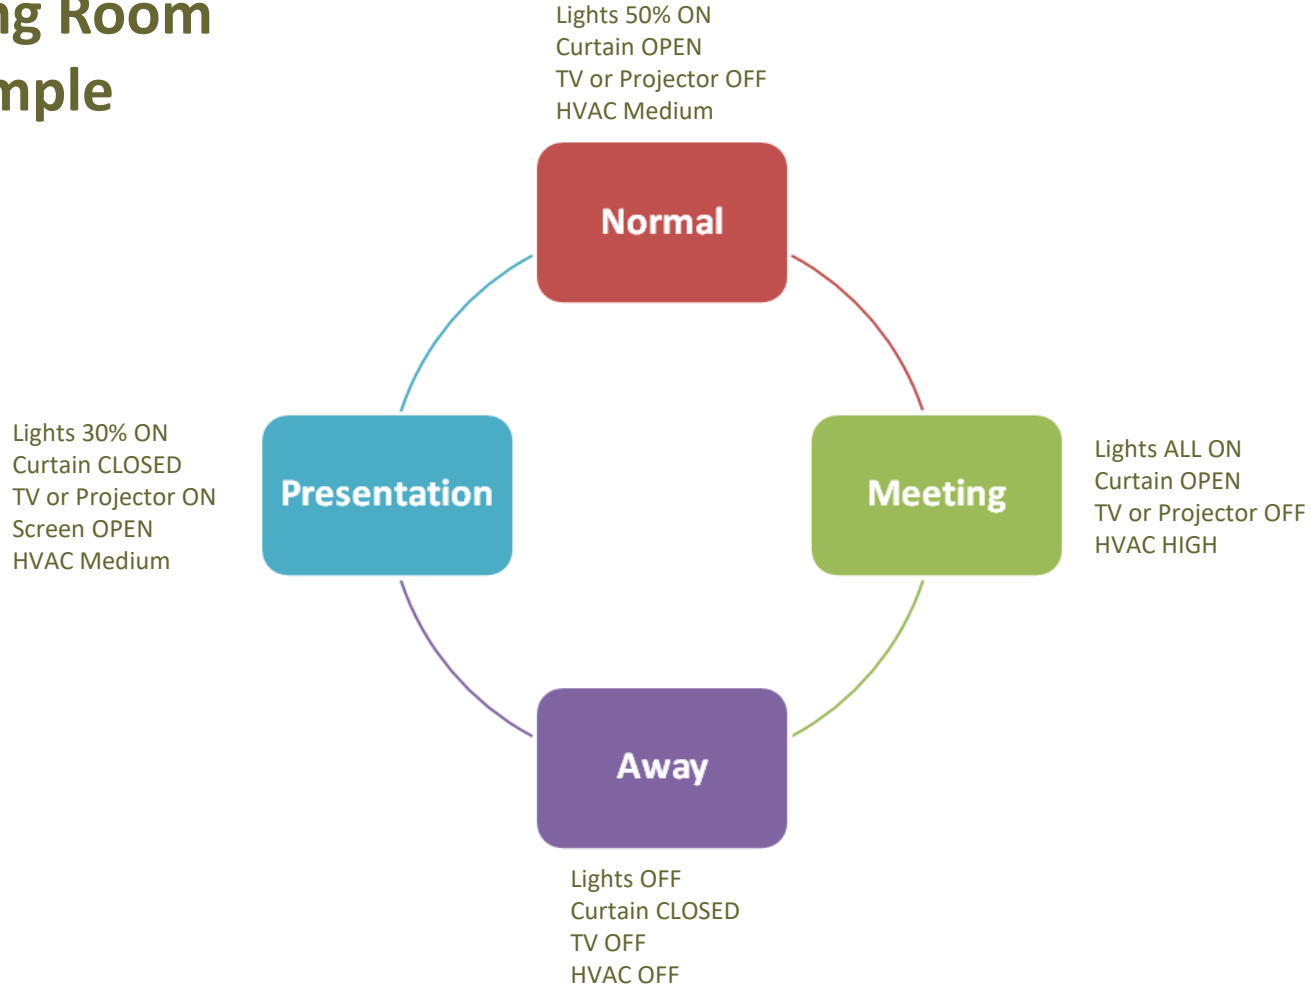 ng Room
mple
Lights 50% ON
Curtain OPEN
TV or Projector OFF
HVAC Medium
Normal
Lights 30% ON
Curtain CLOSED
TV or Projector ON
Screen OPEN
HVAC Medium
Presentation
Meeting
Lights ALL ON
Curtain OPEN
TV or Projector OFF
HVAC HIGH
Away
Lights OFF
Curtain CLOSED
TV OFF
HVAC OFF